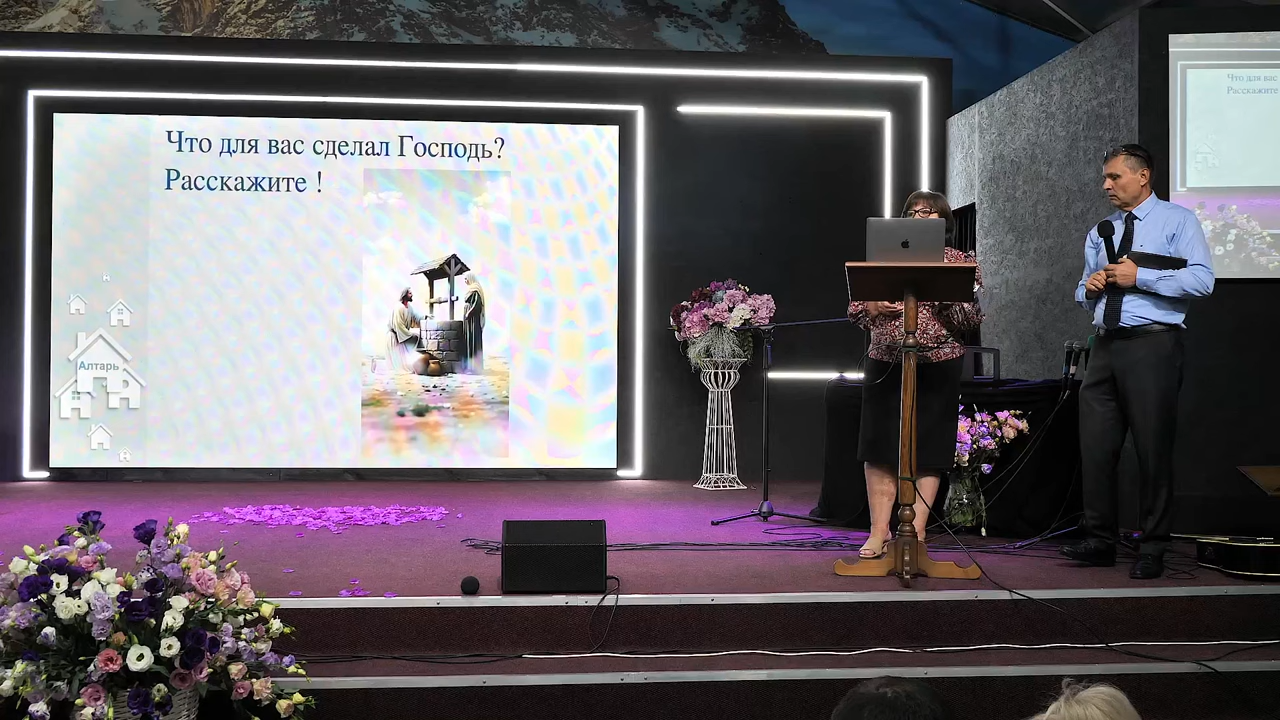 Что для вас сделал Господь?
Расскажите !
Алтарь
Что для вас
Расскажите